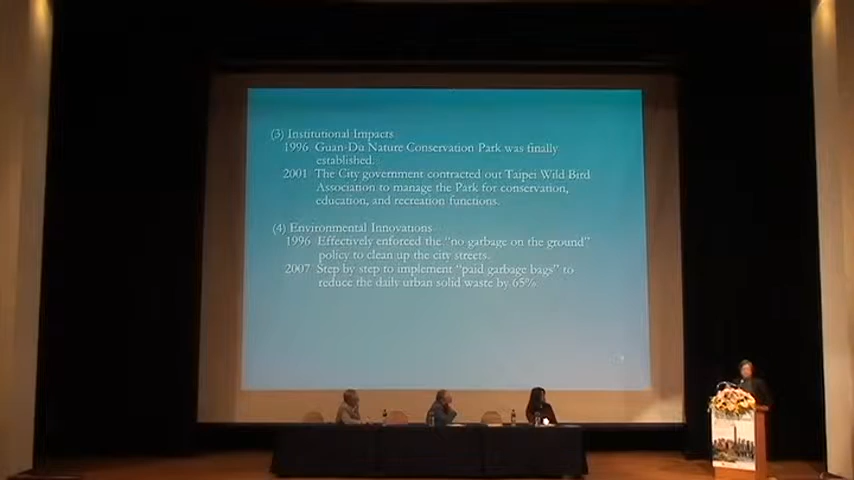 (3) Institutional Impacts
1996 Guan-Du Nature Conservation Park was finally
established.
2001 The City government contracted out Taipei Wild Bird
Association to manage the Park for conservation,
education, and recreation functions.
(4) Environmental Innovations
1996 Effectively enforced the "no garbage on the ground"
policy to clean up the city streets.
2007 Step by step to implement "paid garbage bags" to
reduce the daily urban solid waste by 65%